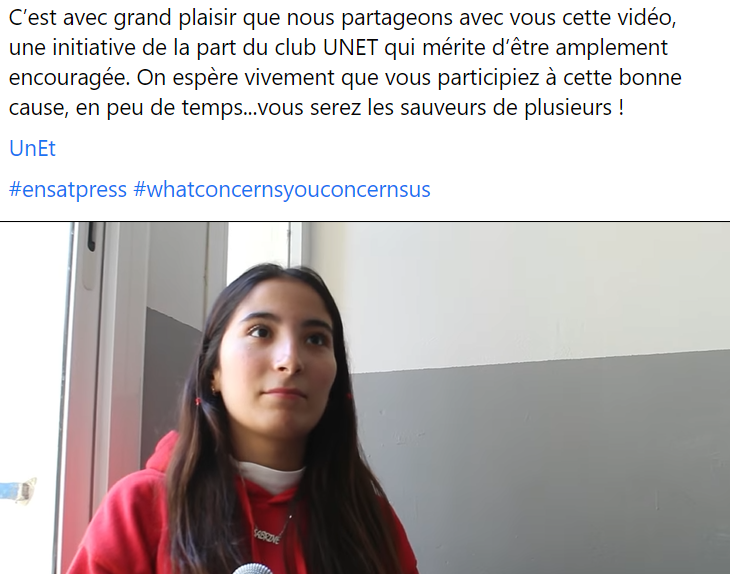 C’est avec grand plaisir que nous partageons avec vous cette vidéo,
une initiative de la part du club UNET qui mérite d’être amplement
encouragée. On espère vivement que vous participiez à cette bonne
cause, en peu de temps...vous serez les sauveurs de plusieurs !
UnEt
#ensatpress #whatconcernsyouconcernsus